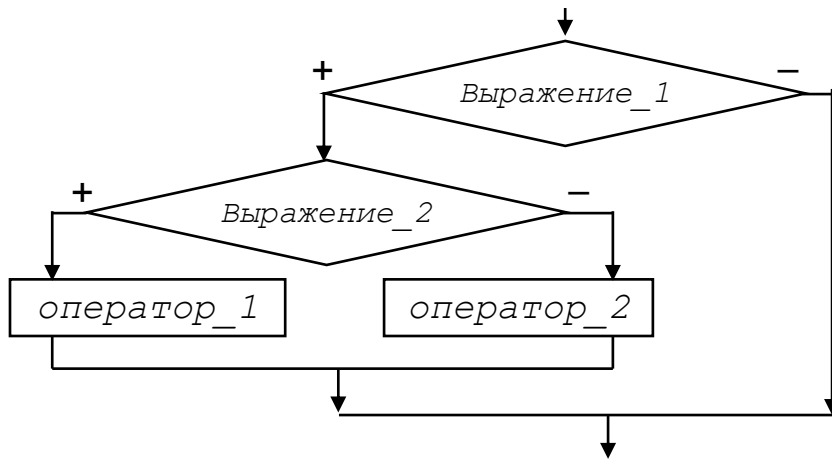 + −
Выражение_1
+ −
Выражение_2
оператор_1 оператор_2